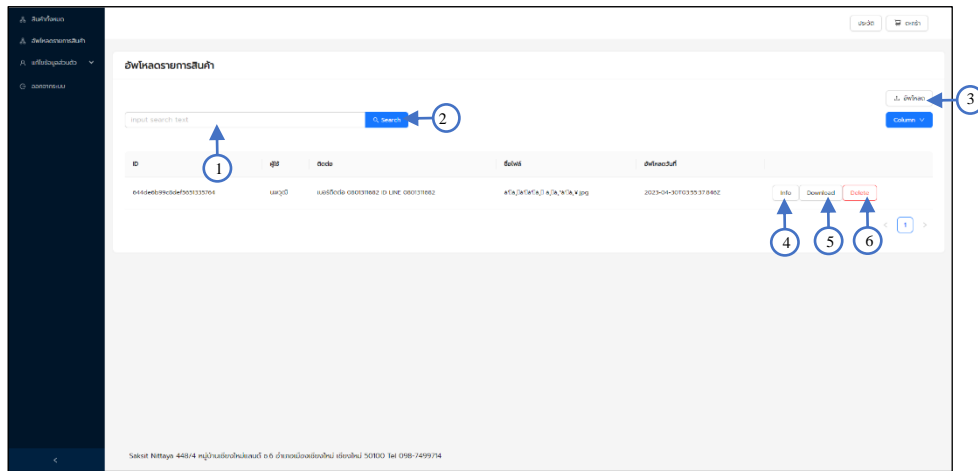 สินค้าทั้งหมด
อัพโหลดรายการสินค้า
แก้ไขข้อมูลส่วนตัว
ออกจากระบบ
ประวัติ
ตะกร้า
อัพโหลดรายการสินค้า
อัพโหลด
3
input search text
Search
2
Column
1
ID
ผู้ใช้
ติดต่อ
ชื่อไฟล์
อัพโหลดวันที่
นลวุฒิ
เบอร์ติดต่อ 0801311682 ID LINE 0801311682
2023-04-30T03:55:37.846Z
Info
Download
Delete
4
5
6
1
Saksit Nittaya 448/4 หมู่บ้านเชียงใหม่แลนด์ ซ.6 อำเภอเมืองเชียงใหม่ เชียงใหม่ 50100 Tel 098-7499714